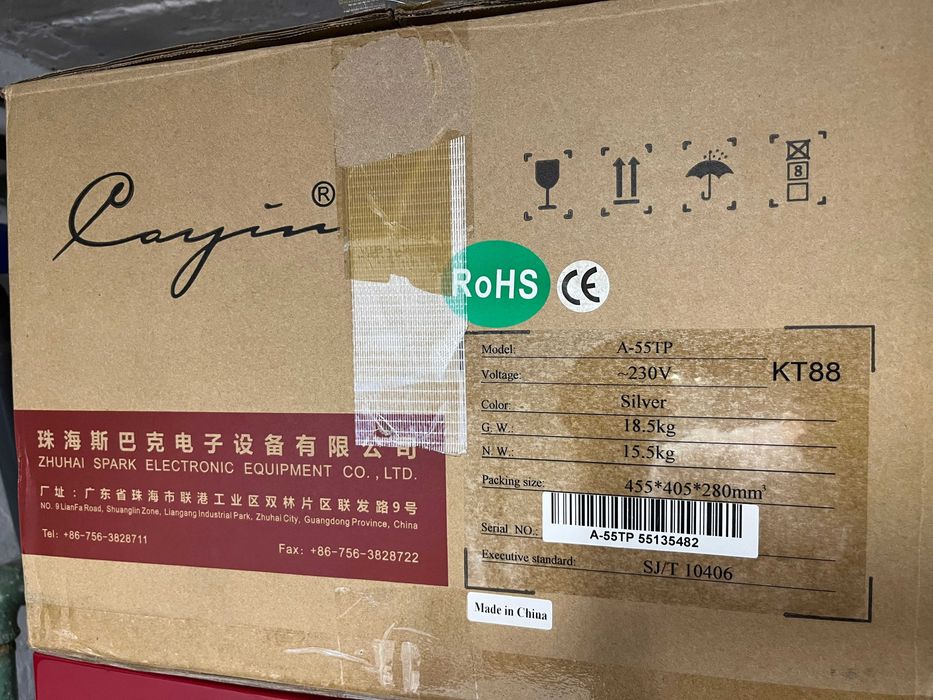 Cayin®
8
RoHS
CE
Model: A-55TP
KT88
Voltage: ~230V
Color: Silver
G. W.: 18.5kg
N. W.: 15.5kg
Packing size: 455*405*280mm³
Serial NO.: A-55TP 55135482
Executive standard: SJ/T 10406
Made in China
珠海斯巴克电子设备有限公司
ZHUHAI SPARK ELECTRONIC EQUIPMENT CO., LTD.
厂址：广东省珠海市联港工业区双林片区联发路9号
NO. 9 LianFa Road, Shuanglin Zone, Liangang Industrial Park, Zhuhai City, Guangdong Province, China
Tel: +86-756-3828711
Fax: +86-756-3828722